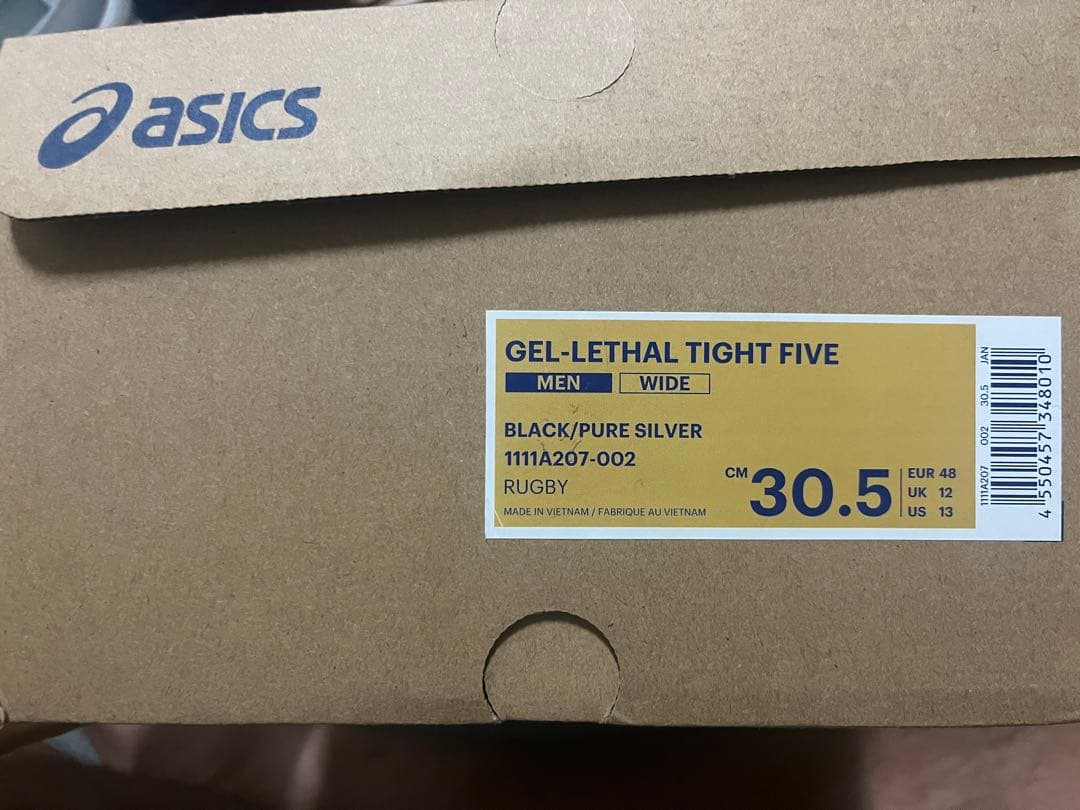 asics
GEL-LETHAL TIGHT FIVE
MEN WIDE
BLACK/PURE SILVER
1111A207-002
RUGBY
MADE IN VIETNAM / FABRIQUE AU VIETNAM
CM 30.5
EUR 48
UK 12
US 13
1111A207 002 30.5 JAN
4 550457 348010